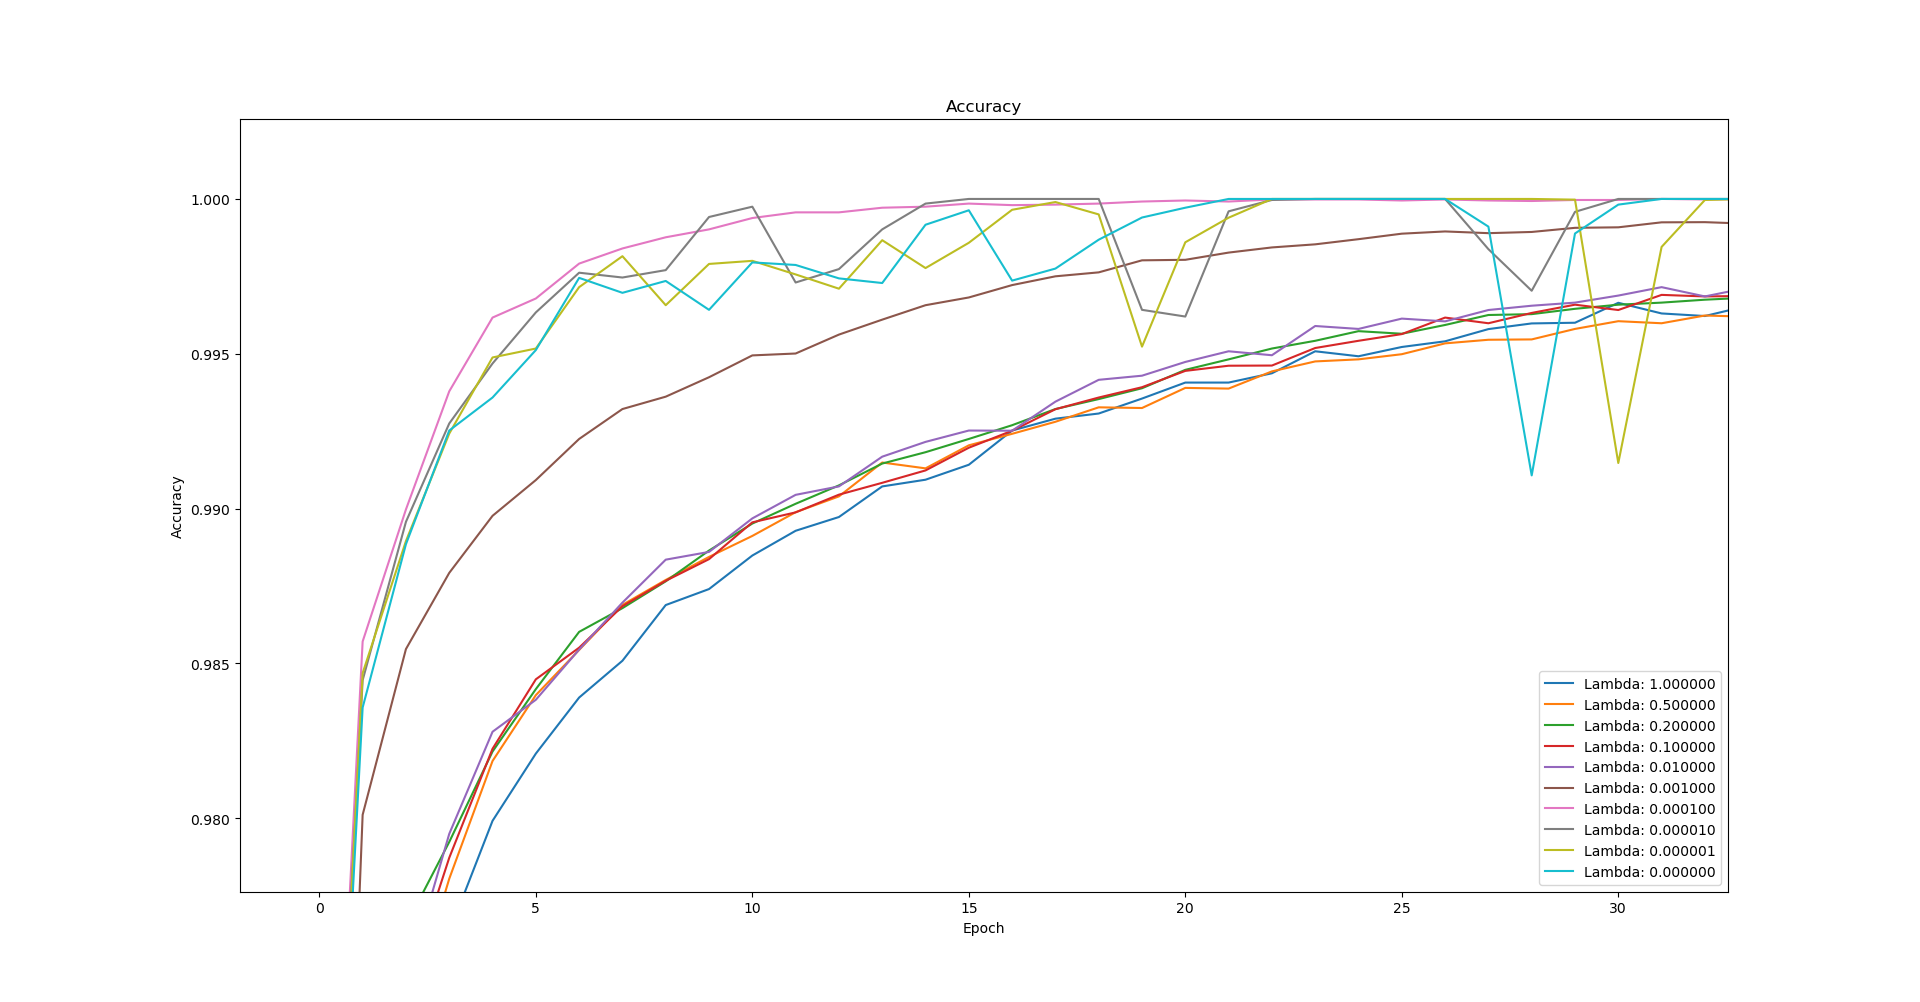 Accuracy
1.000
0.995
0.990
0.985
0.980
Accuracy
0 5 10 15 20 25 30
Epoch
Lambda: 1.000000
Lambda: 0.500000
Lambda: 0.200000
Lambda: 0.100000
Lambda: 0.010000
Lambda: 0.001000
Lambda: 0.000100
Lambda: 0.000010
Lambda: 0.000001
Lambda: 0.000000